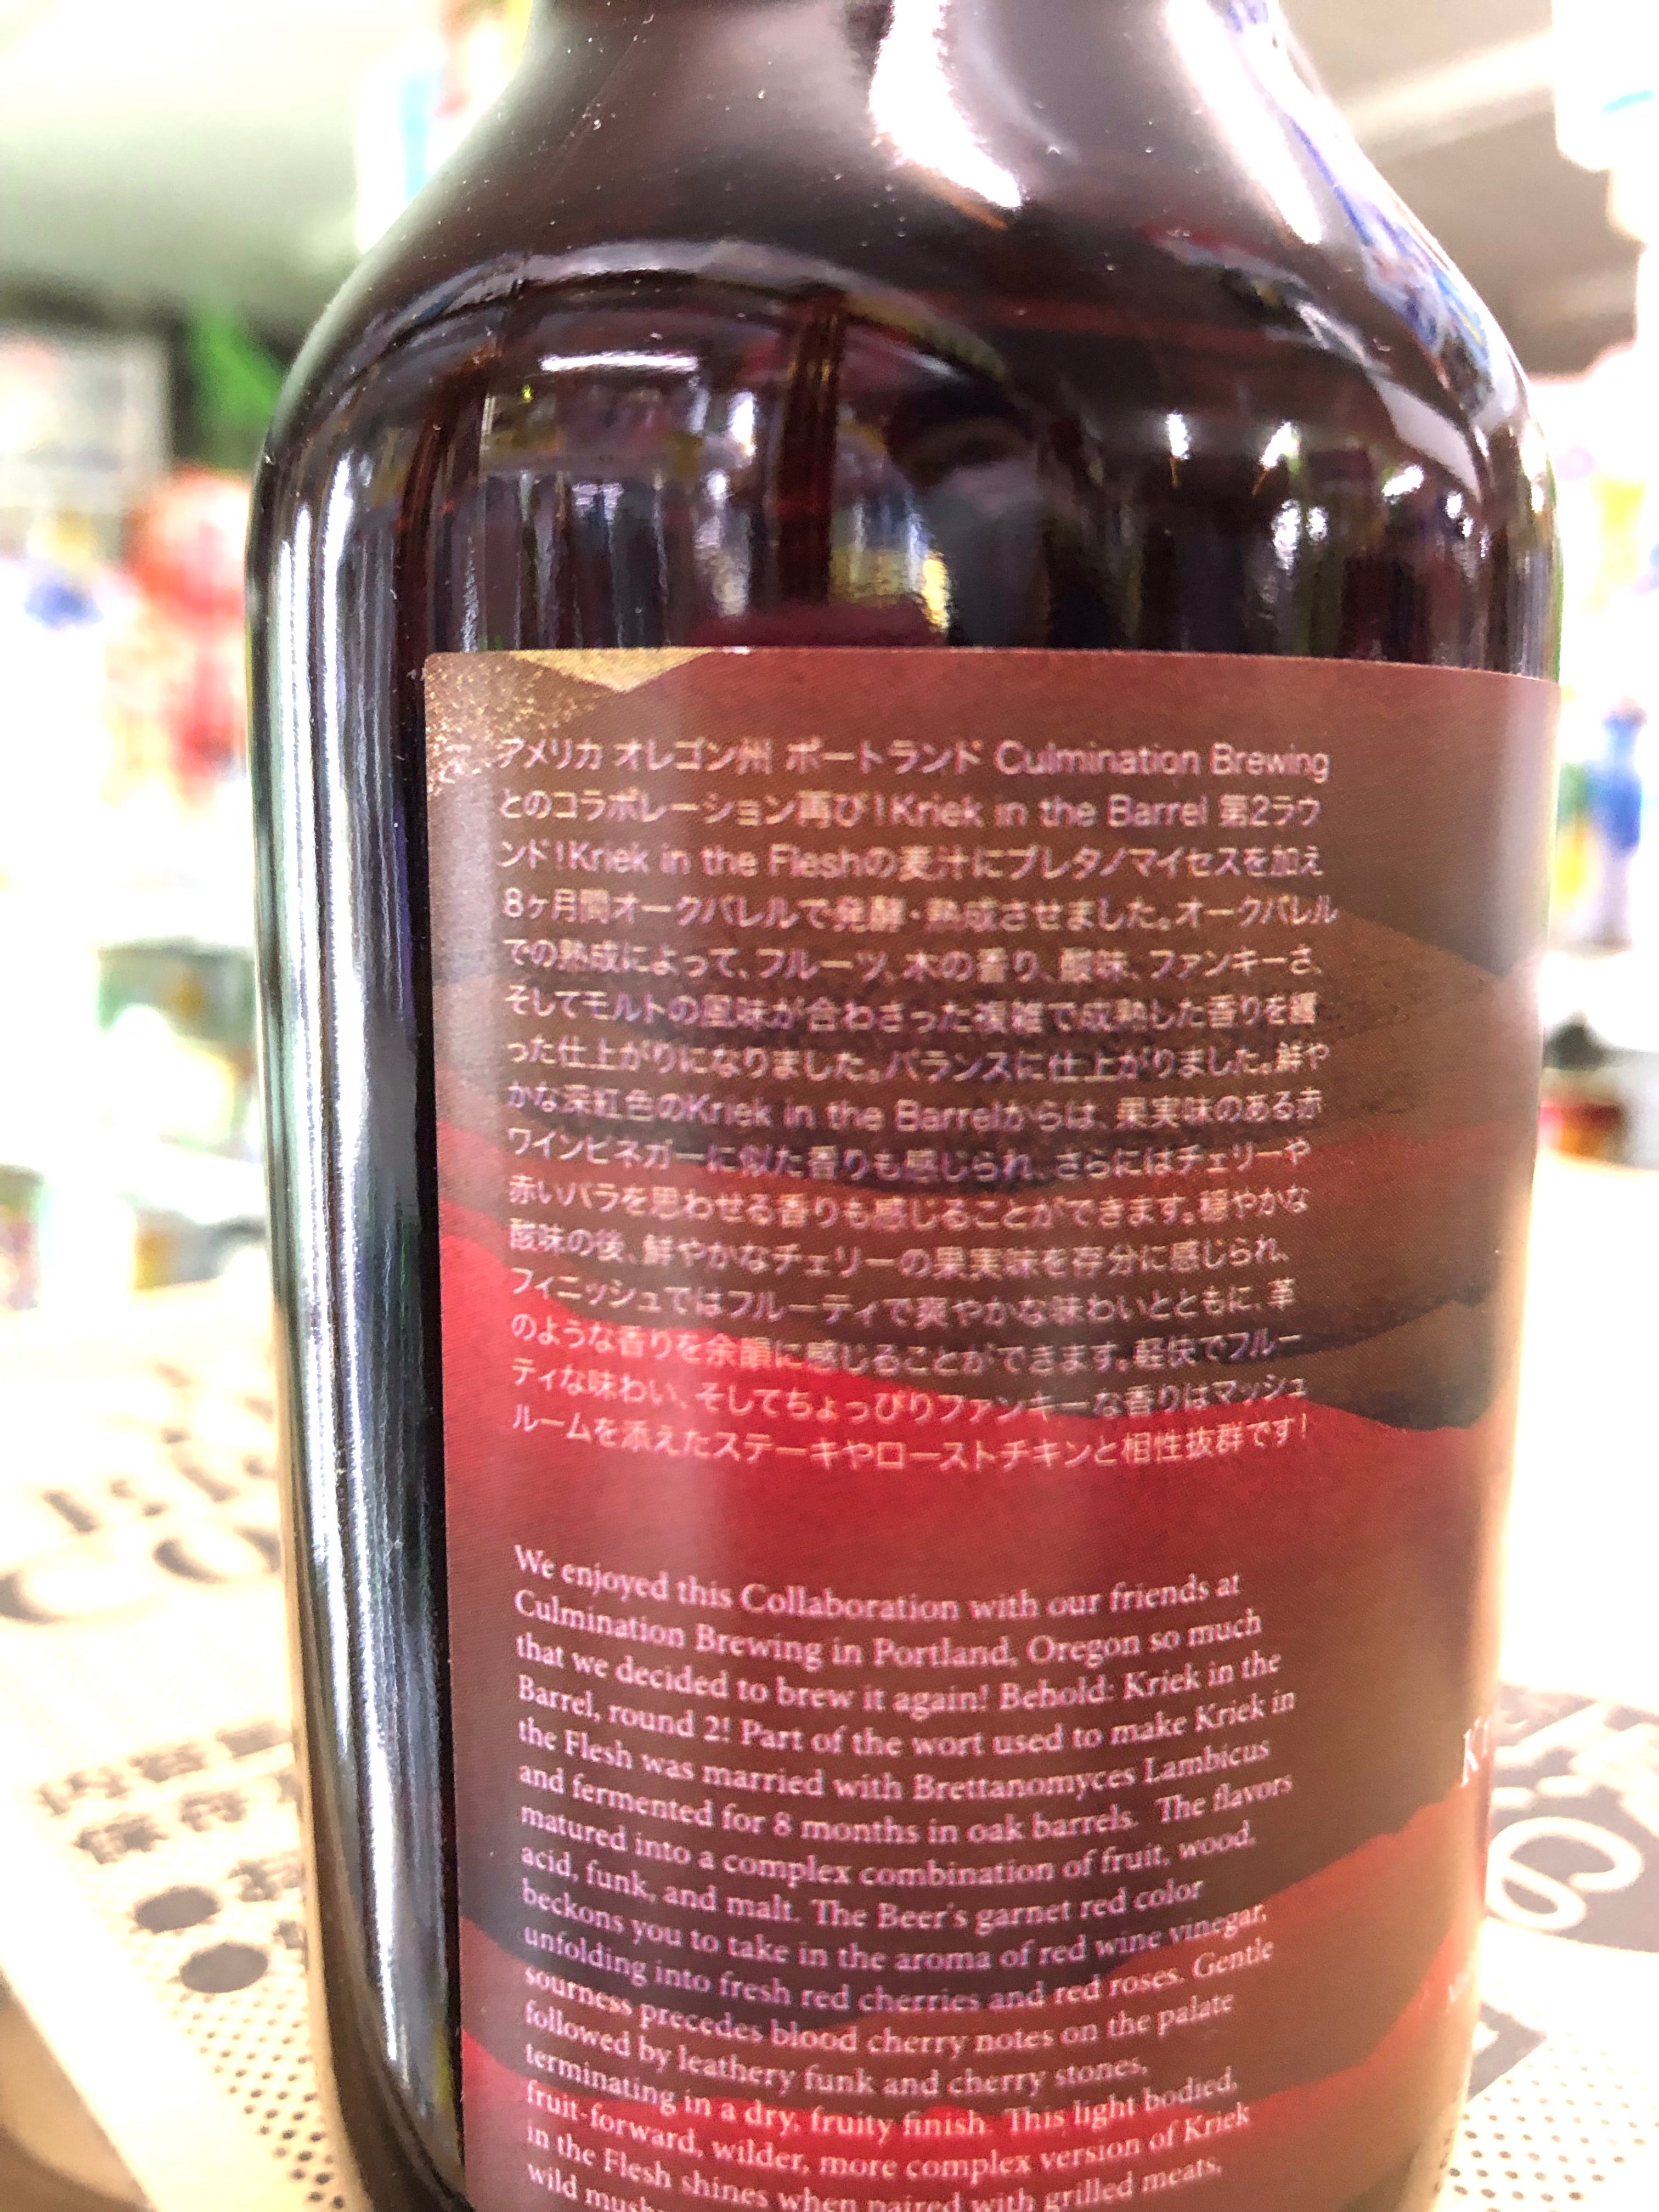 アメリカ オレゴン州 ポートランド Culmination Brewing
とのコラボレーション再び!Kriek in the Barrel 第2ラウ
ンド!Kriek in the Fleshの麦汁にブレタノマイセスを加え
8ヶ月間オークバレルで発酵・熟成させました。オークバレル
での熟成によって、フルーツ、木の香り、酸味、ファンキーさ、
そしてモルトの風味が合わさった複雑で成熟した香りを纏
った仕上がりになりました。バランスに仕上がりました。鮮や
かな深紅色のKriek in the Barrelからは、果実味のある赤
ワインビネガーに似た香りも感じられ、さらにはチェリーや
赤いバラを思わせる香りも感じることができます。穏やかな
酸味の後、鮮やかなチェリーの果実味を存分に感じられ、
フィニッシュではフルーティで爽やかな味わいとともに、革
のような香りを余韻に感じることができます。軽快でフルー
ティな味わい、そしてちょっぴりファンキーな香りはマッシュ
ルームを添えたステーキやローストチキンと相性抜群です!
We enjoyed this Collaboration with our friends at
Culmination Brewing in Portland, Oregon so much
that we decided to brew it again! Behold: Kriek in the
Barrel, round 2! Part of the wort used to make Kriek in
the Flesh was married with Brettanomyces Lambicus
and fermented for 8 months in oak barrels. The flavors
matured into a complex combination of fruit, wood,
acid, funk, and malt. The Beer's garnet red color
beckons you to take in the aroma of red wine vinegar,
unfolding into fresh red cherries and red roses. Gentle
sourness precedes blood cherry notes on the palate
followed by leathery funk and cherry stones,
terminating in a dry, fruity finish. This light bodied,
fruit-forward, wilder, more complex version of Kriek
in the Flesh shines when paired with grilled meats,
wild